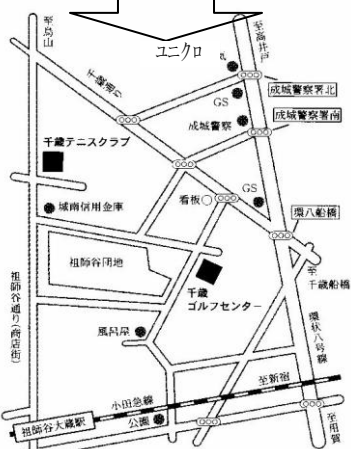 至烏山
至高井戸
ユニクロ
千歳通り
GS
成城警察署北
成城警察
成城警察署南
千歳テニスクラブ
看板
GS
城南信用金庫
環八船橋
祖師谷団地
至
千歳船橋
千歳
ゴルフセンター
祖師谷通り(商店街)
環状八号線
風呂屋
至新宿
小田急線
祖師谷大蔵駅
公園
至用賀